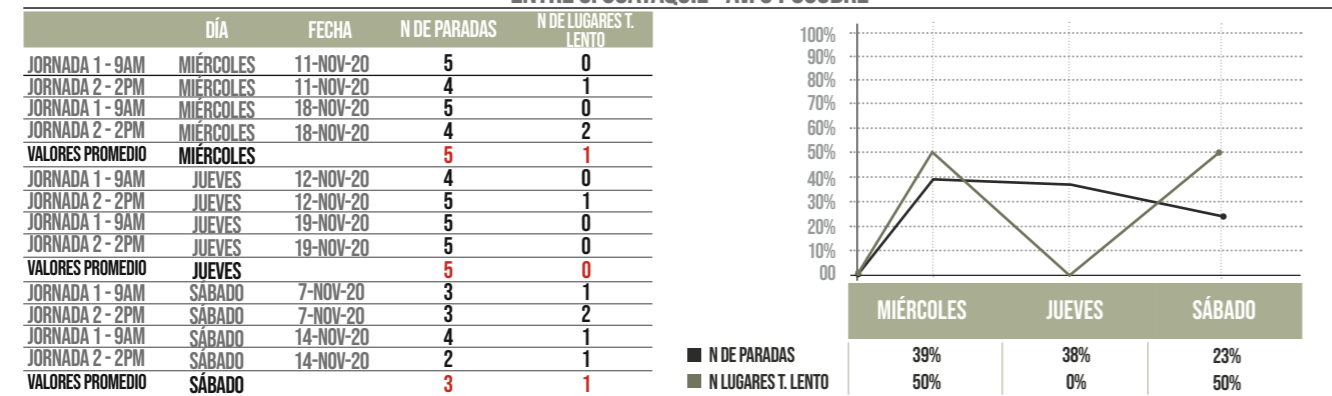 DÍA FECHA N DE PARADAS N DE LUGARES T. LENTO
JORNADA 1 - 9AM MIÉRCOLES 11-NOV-20 5 0
JORNADA 2 - 2PM MIÉRCOLES 11-NOV-20 4 1
JORNADA 1 - 9AM MIÉRCOLES 18-NOV-20 5 0
JORNADA 2 - 2PM MIÉRCOLES 18-NOV-20 4 2
VALORES PROMEDIO MIÉRCOLES 5 1
JORNADA 1 - 9AM JUEVES 12-NOV-20 4 0
JORNADA 2 - 2PM JUEVES 12-NOV-20 5 1
JORNADA 1 - 9AM JUEVES 19-NOV-20 5 0
JORNADA 2 - 2PM JUEVES 19-NOV-20 5 0
VALORES PROMEDIO JUEVES 5 0
JORNADA 1 - 9AM SÁBADO 7-NOV-20 3 1
JORNADA 2 - 2PM SÁBADO 7-NOV-20 3 2
JORNADA 1 - 9AM SÁBADO 14-NOV-20 4 1
JORNADA 2 - 2PM SÁBADO 14-NOV-20 2 1
VALORES PROMEDIO SÁBADO 3 1
100%
90%
80%
70%
60%
50%
40%
30%
20%
10%
00
MIÉRCOLES JUEVES SÁBADO
N DE PARADAS 39% 38% 23%
N LUGARES T. LENTO 50% 0% 50%